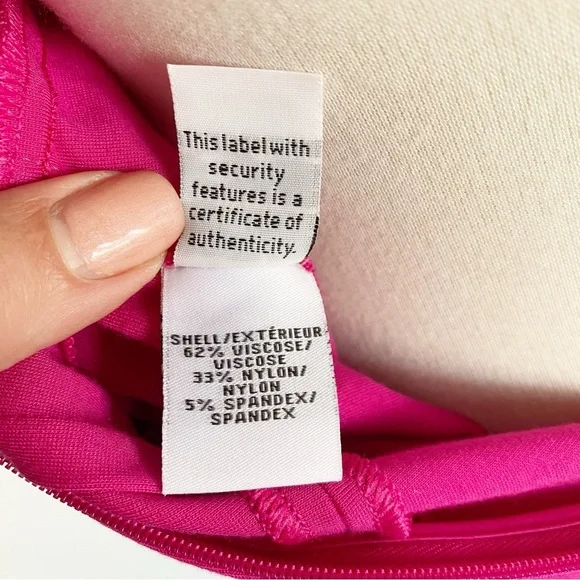 This label with
security
features is a
certificate of
authenticity.
SHELL/EXTÉRIEUR
62% VISCOSE/
VISCOSE
33% NYLON/
NYLON
5% SPANDEX/
SPANDEX